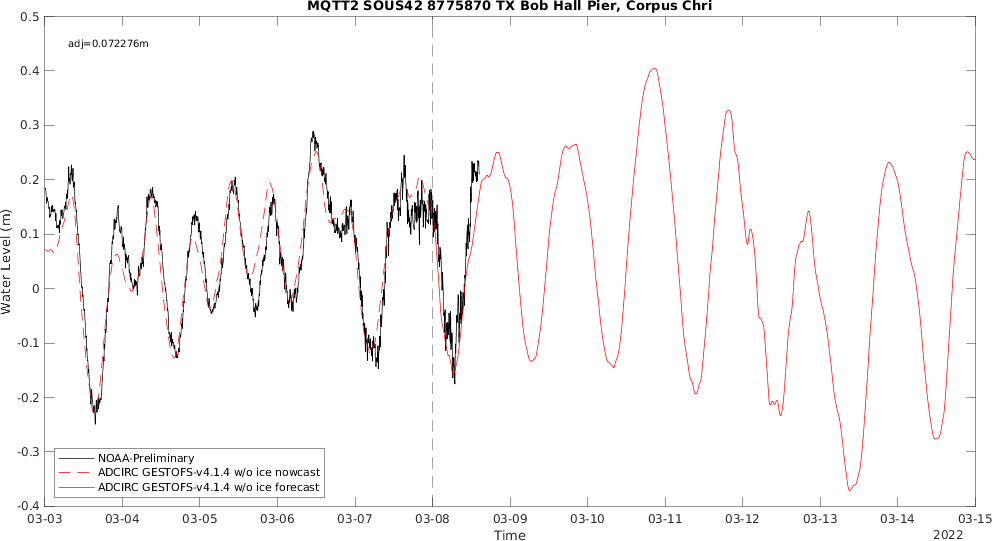 MQTT2 SOUS42 8775870 TX Bob Hall Pier, Corpus Chri
adj=0.072276m
0.5
0.4
0.3
0.2
0.1
0
-0.1
-0.2
-0.3
-0.4
Water Level (m)
NOAA-Preliminary
ADCIRC GESTOFS-v4.1.4 w/o ice nowcast
ADCIRC GESTOFS-v4.1.4 w/o ice forecast
03-03 03-04 03-05 03-06 03-07 03-08 03-09 03-10 03-11 03-12 03-13 03-14 03-15
Time
2022